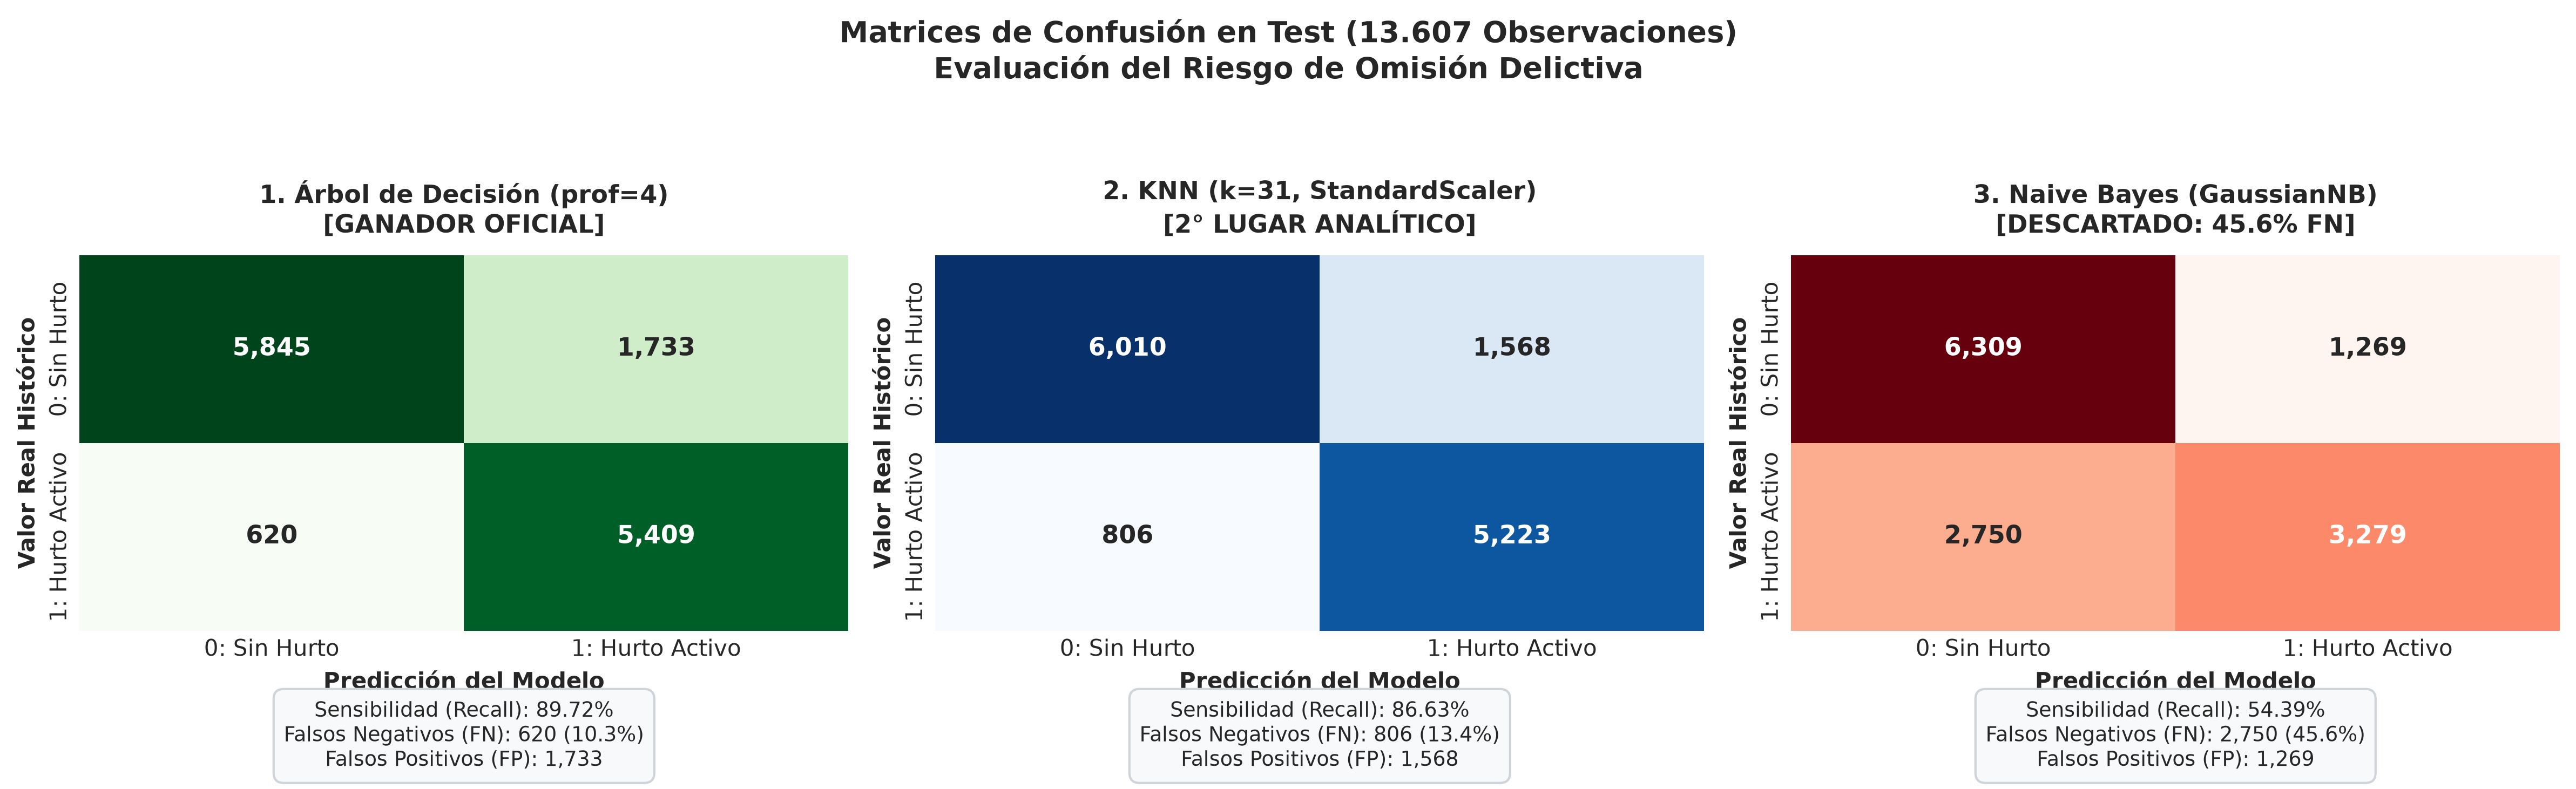 Matrices de Confusión en Test (13.607 Observaciones)
Evaluación del Riesgo de Omisión Delictiva
1. Árbol de Decisión (prof=4)
[GANADOR OFICIAL]
Valor Real Histórico
0: Sin Hurto
1: Hurto Activo
5,845
1,733
620
5,409
0: Sin Hurto
1: Hurto Activo
Predicción del Modelo
Sensibilidad (Recall): 89.72%
Falsos Negativos (FN): 620 (10.3%)
Falsos Positivos (FP): 1,733
2. KNN (k=31, StandardScaler)
[2° LUGAR ANALÍTICO]
Valor Real Histórico
0: Sin Hurto
1: Hurto Activo
6,010
1,568
806
5,223
0: Sin Hurto
1: Hurto Activo
Predicción del Modelo
Sensibilidad (Recall): 86.63%
Falsos Negativos (FN): 806 (13.4%)
Falsos Positivos (FP): 1,568
3. Naive Bayes (GaussianNB)
[DESCARTADO: 45.6% FN]
Valor Real Histórico
0: Sin Hurto
1: Hurto Activo
6,309
1,269
2,750
3,279
0: Sin Hurto
1: Hurto Activo
Predicción del Modelo
Sensibilidad (Recall): 54.39%
Falsos Negativos (FN): 2,750 (45.6%)
Falsos Positivos (FP): 1,269